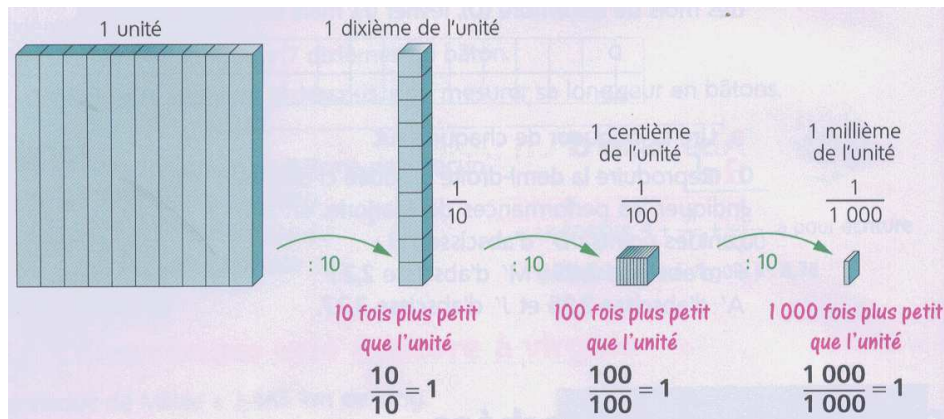 1 unité
1 dixième de l'unité
1 centième
de l'unité
1 millième
de l'unité
1
10
1
100
1
1 000
: 10
: 10
: 10
10 fois plus petit
que l'unité
100 fois plus petit
que l'unité
1 000 fois plus petit
que l'unité
10
10
= 1
100
100
= 1
1 000
1 000
= 1